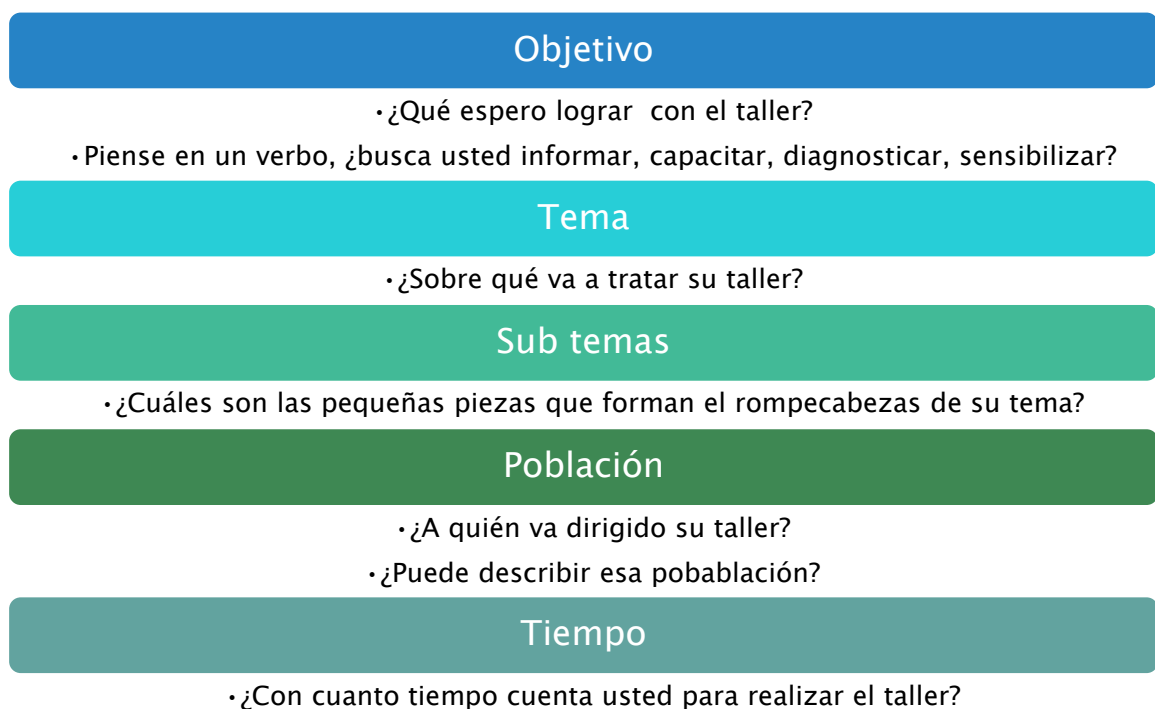 Objetivo
•¿Qué espero lograr  con el taller?
•Piense en un verbo, ¿busca usted informar, capacitar, diagnosticar, sensibilizar?
Tema
•¿Sobre qué va a tratar su taller?
Sub temas
•¿Cuáles son las pequeñas piezas que forman el rompecabezas de su tema?
Población
•¿A quién va dirigido su taller?
•¿Puede describir esa pobablación?
Tiempo
•¿Con cuanto tiempo cuenta usted para realizar el taller?